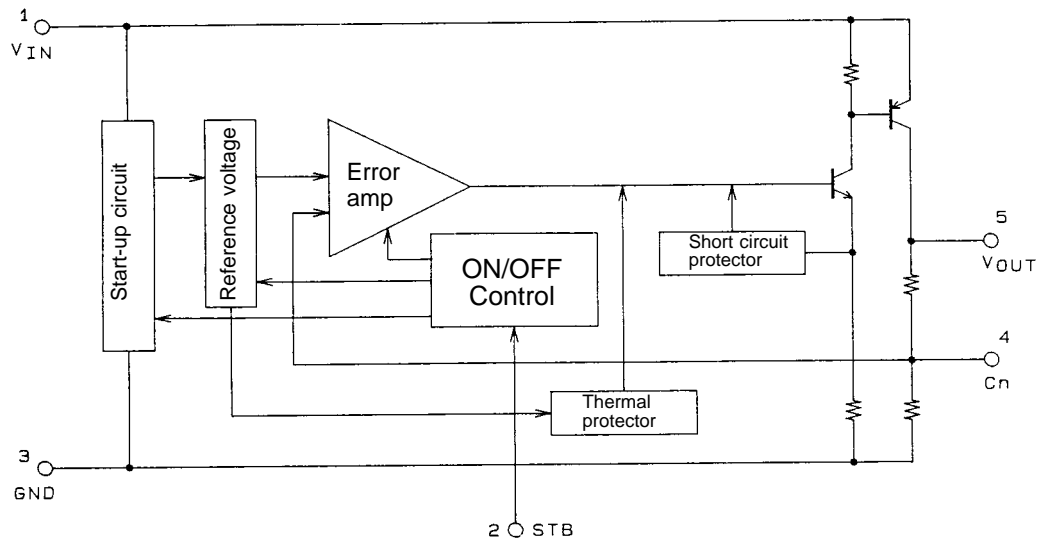 1
VIN
Start-up circuit
Reference voltage
Error
amp
ON/OFF
Control
Short circuit
protector
5
VOUT
4
Cn
Thermal
protector
3
GND
2 STB